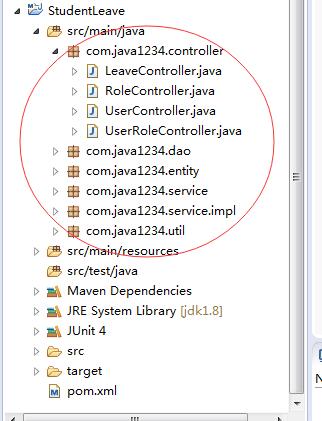 StudentLeave
src/main/java
com.java1234.controller
LeaveController.java
RoleController.java
UserController.java
UserRoleController.java
com.java1234.dao
com.java1234.entity
com.java1234.service
com.java1234.service.impl
com.java1234.util
src/main/resources
src/test/java
Maven Dependencies
JRE System Library [jdk1.8]
JUnit 4
src
target
pom.xml